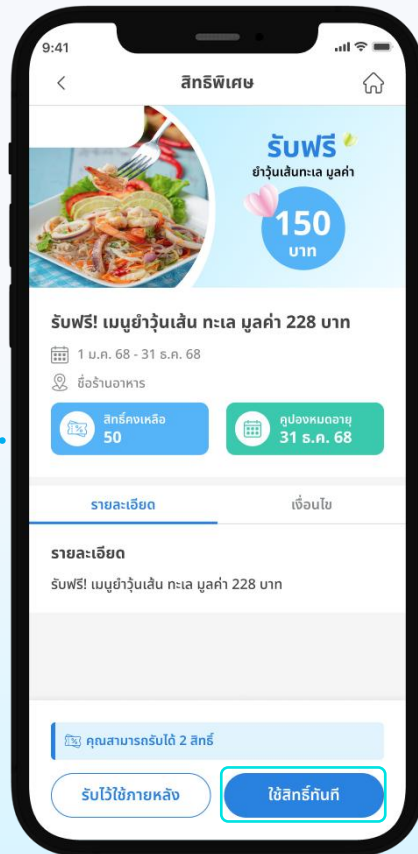 9:41
สิทธิพิเศษ
รับฟรี
ยำวุ้นเส้นทะเล มูลค่า
150
บาท
รับฟรี! เมนูยำวุ้นเส้น ทะเล มูลค่า 228 บาท
1 ม.ค. 68 - 31 ธ.ค. 68
ชื่อร้านอาหาร
สิทธิ์คงเหลือ
50
คูปองหมดอายุ
31 ธ.ค. 68
รายละเอียด
เงื่อนไข
รายละเอียด
รับฟรี! เมนูยำวุ้นเส้น ทะเล มูลค่า 228 บาท
คุณสามารถรับได้ 2 สิทธิ์
รับไว้ใช้ภายหลัง
ใช้สิทธิ์ทันที